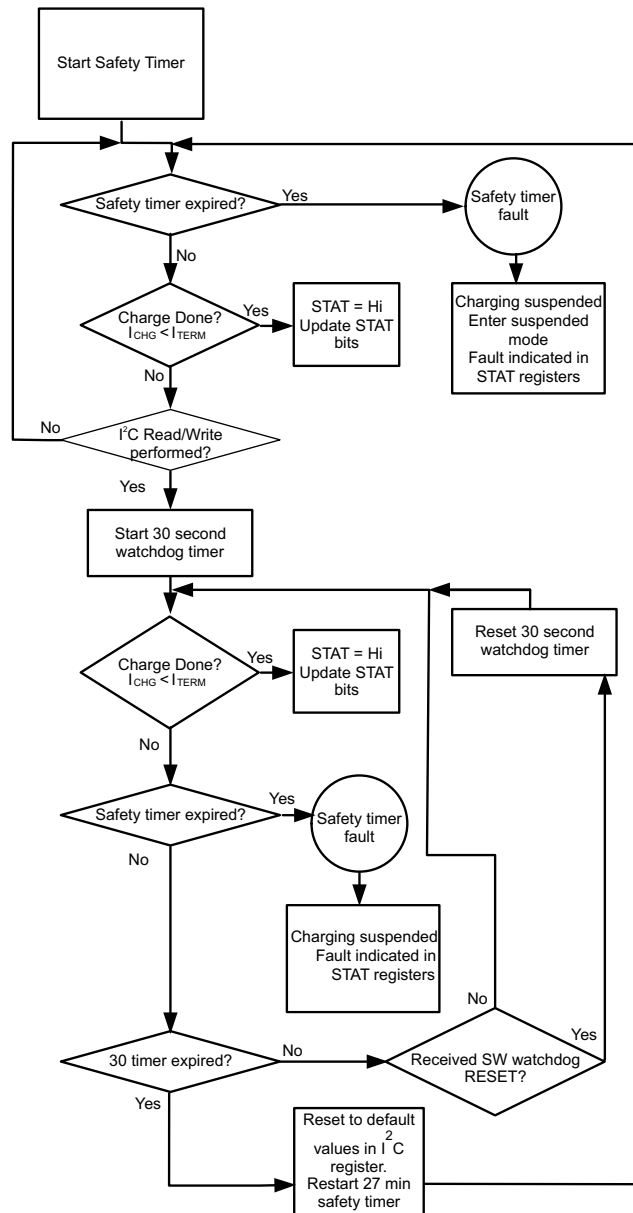 Start Safety Timer
Safety timer expired?
Yes
Safety timer
fault
No
Charge Done?
I_CHG < I_TERM
Yes
STAT = Hi
Update STAT
bits
Charging suspended
Enter suspended
mode
Fault indicated in
STAT registers
No
No
I²C Read/Write
performed?
Yes
Start 30 second
watchdog timer
Reset 30 second
watchdog timer
Charge Done?
I_CHG < I_TERM
Yes
STAT = Hi
Update STAT
bits
No
Safety timer expired?
Yes
Safety timer
fault
No
Charging suspended
Fault indicated in
STAT registers
30 timer expired?
No
Received SW watchdog
RESET?
No
Yes
Yes
Reset to default
values in I²C
register.
Restart 27 min
safety timer